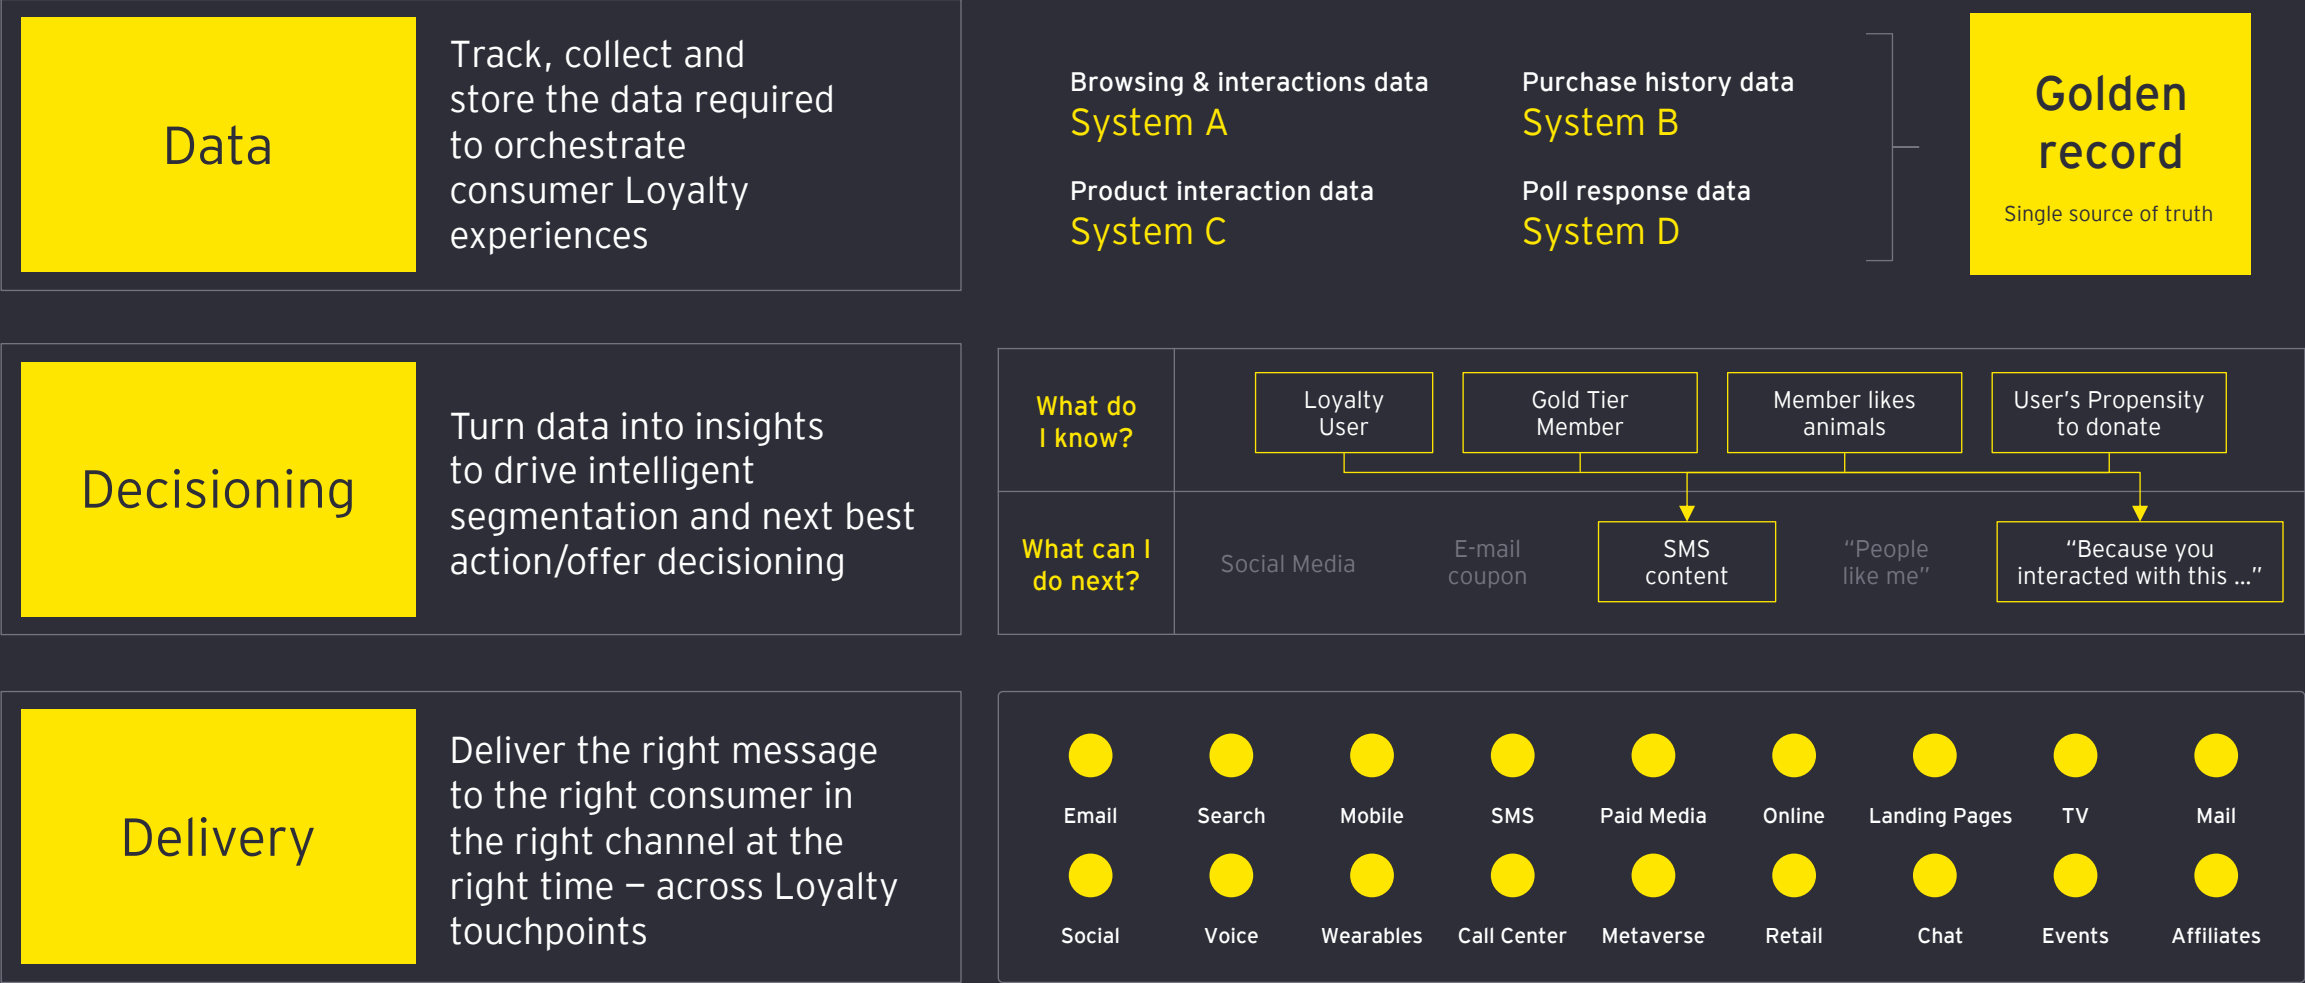 Data
Track, collect and
store the data required
to orchestrate
consumer Loyalty
experiences
Browsing & interactions data
System A
Purchase history data
System B
Product interaction data
System C
Poll response data
System D
Golden
record
Single source of truth
Decisioning
Turn data into insights
to drive intelligent
segmentation and next best
action/offer decisioning
What do
I know?
Loyalty
User
Gold Tier
Member
Member likes
animals
User’s Propensity
to donate
What can I
do next?
Social Media
E-mail
coupon
SMS
content
“People
like me”
“Because you
interacted with this ...”
Delivery
Deliver the right message
to the right consumer in
the right channel at the
right time – across Loyalty
touchpoints
Email
Search
Mobile
SMS
Paid Media
Online
Landing Pages
TV
Mail
Social
Voice
Wearables
Call Center
Metaverse
Retail
Chat
Events
Affiliates